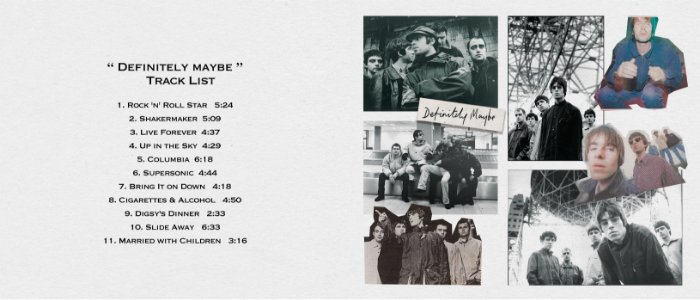 “ Definitely maybe ”
Track List
1. Rock 'n' Roll Star 5:24
2. Shakermaker 5:09
3. Live Forever 4:37
4. Up in the Sky 4:29
5. Columbia 6:18
6. Supersonic 4:44
7. Bring It on Down 4:18
8. Cigarettes & Alcohol 4:50
9. Digsy's Dinner 2:33
10. Slide Away 6:33
11. Married with Children 3:16
Definitely Maybe